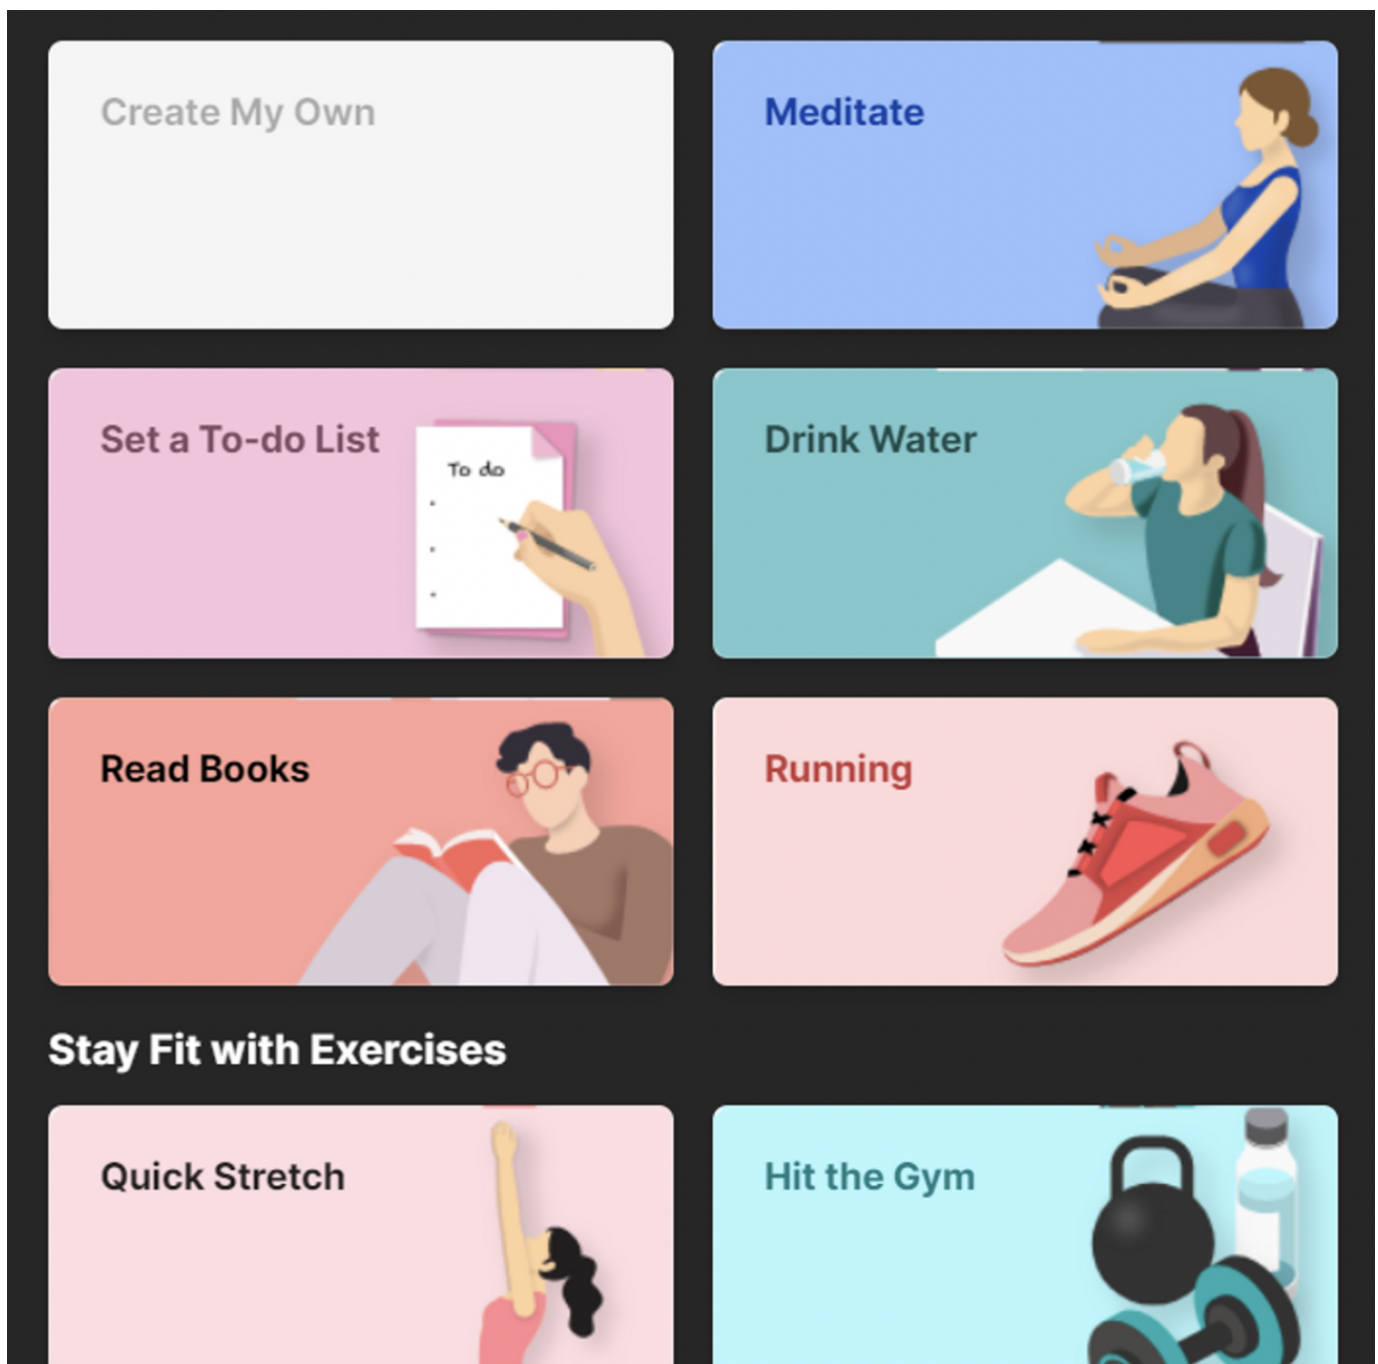 Create My Own
Meditate
Set a To-do List
To do
Drink Water
Read Books
Running
Stay Fit with Exercises
Quick Stretch
Hit the Gym